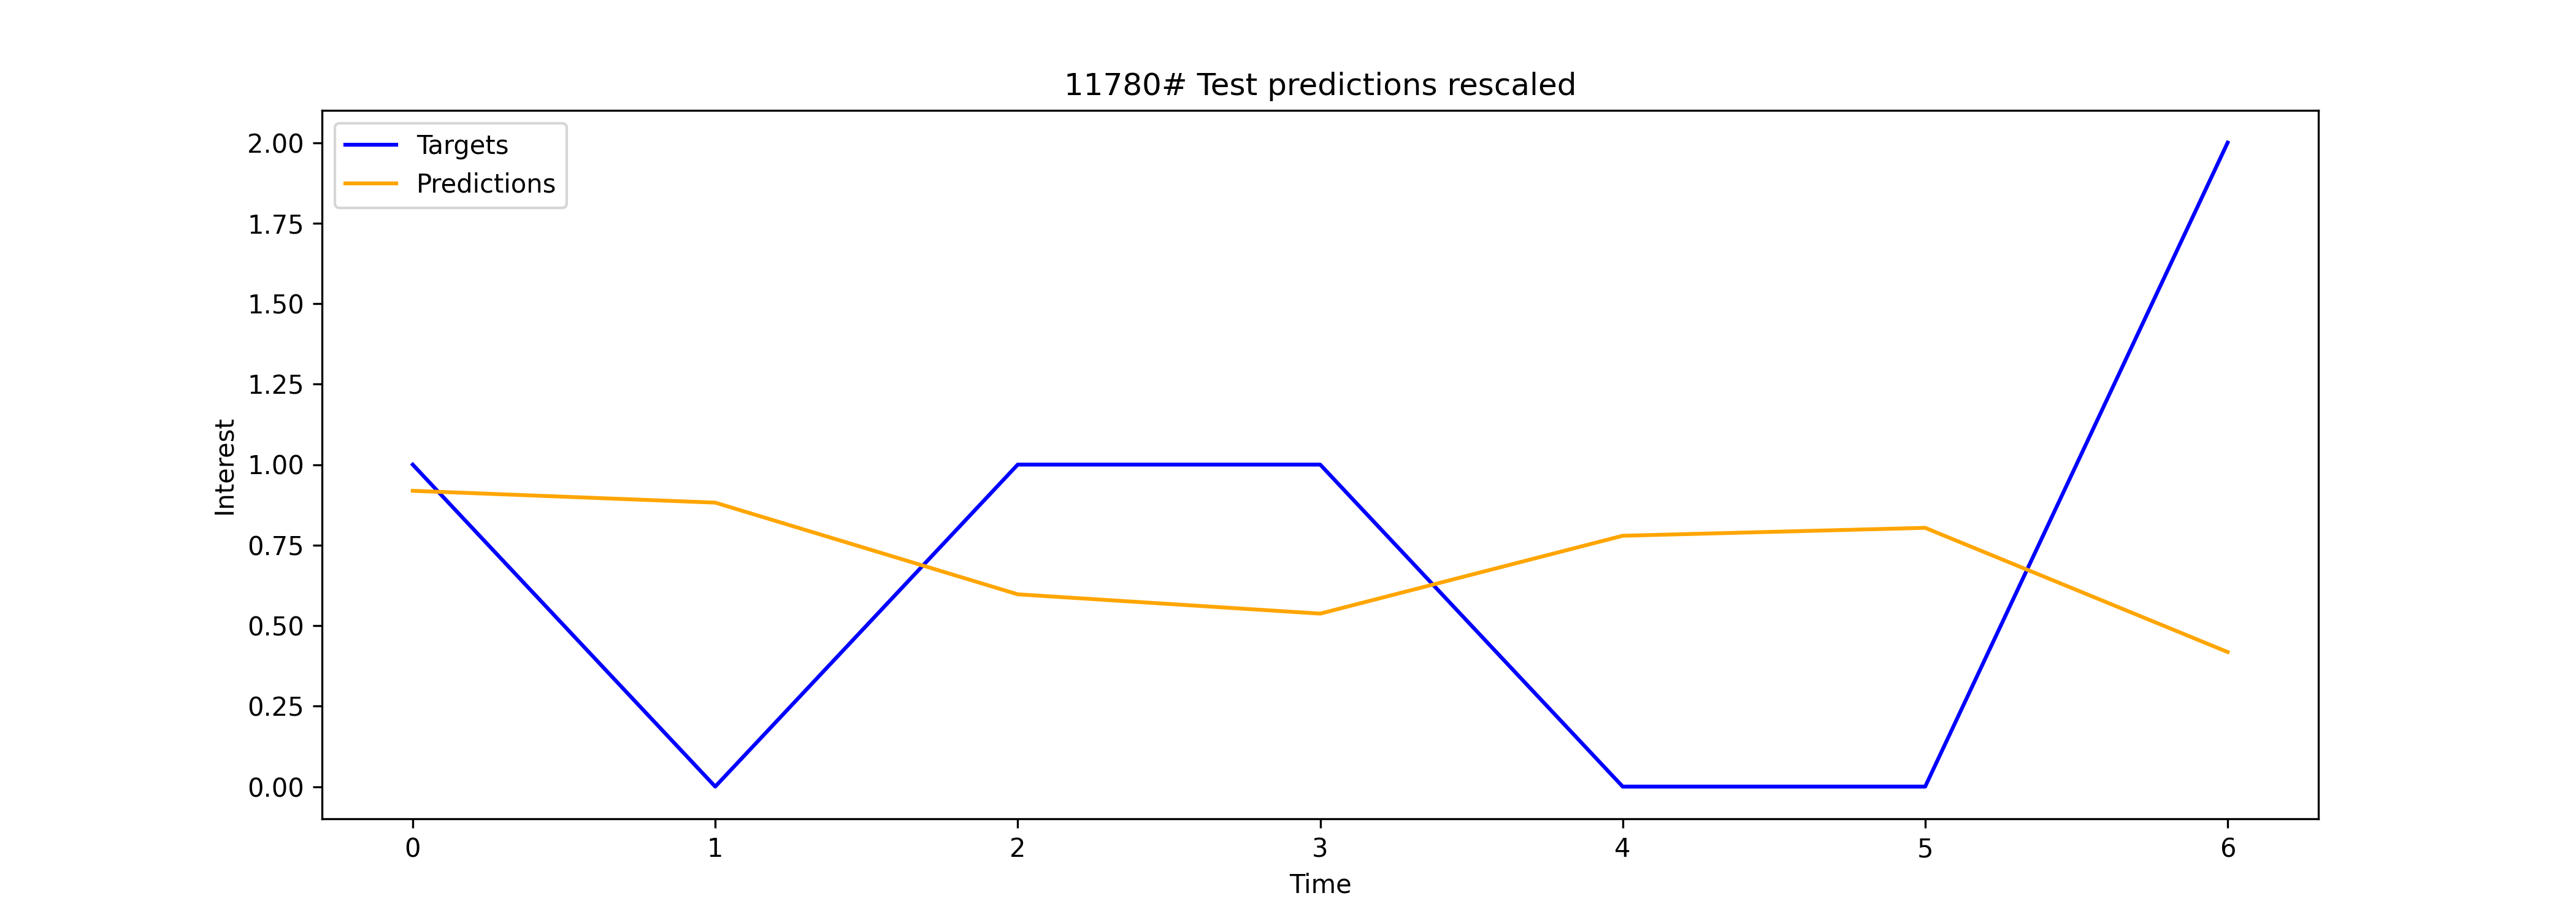 11780# Test predictions rescaled
Targets
Predictions
2.00
1.75
1.50
1.25
1.00
0.75
0.50
0.25
0.00
Interest
0 1 2 3 4 5 6
Time